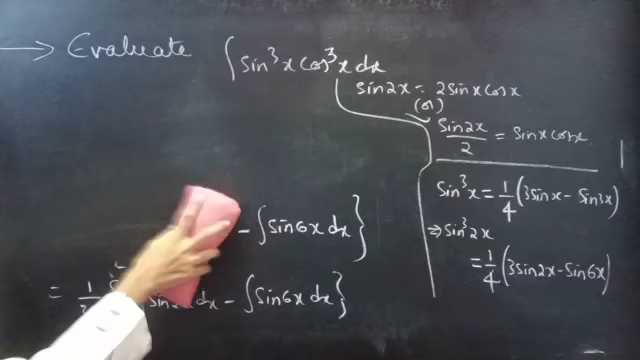 → Evaluate ∫sin³x cos³x dx
sin2x = 2sinx cosx
(or)
sin2x/2 = sinx cosx
sin³x = 1/4 (3sinx - sin3x)
⇒ sin³2x
= 1/4 (3sin2x - sin6x)
- ∫sin6x dx}
= dx - ∫sin6x dx}